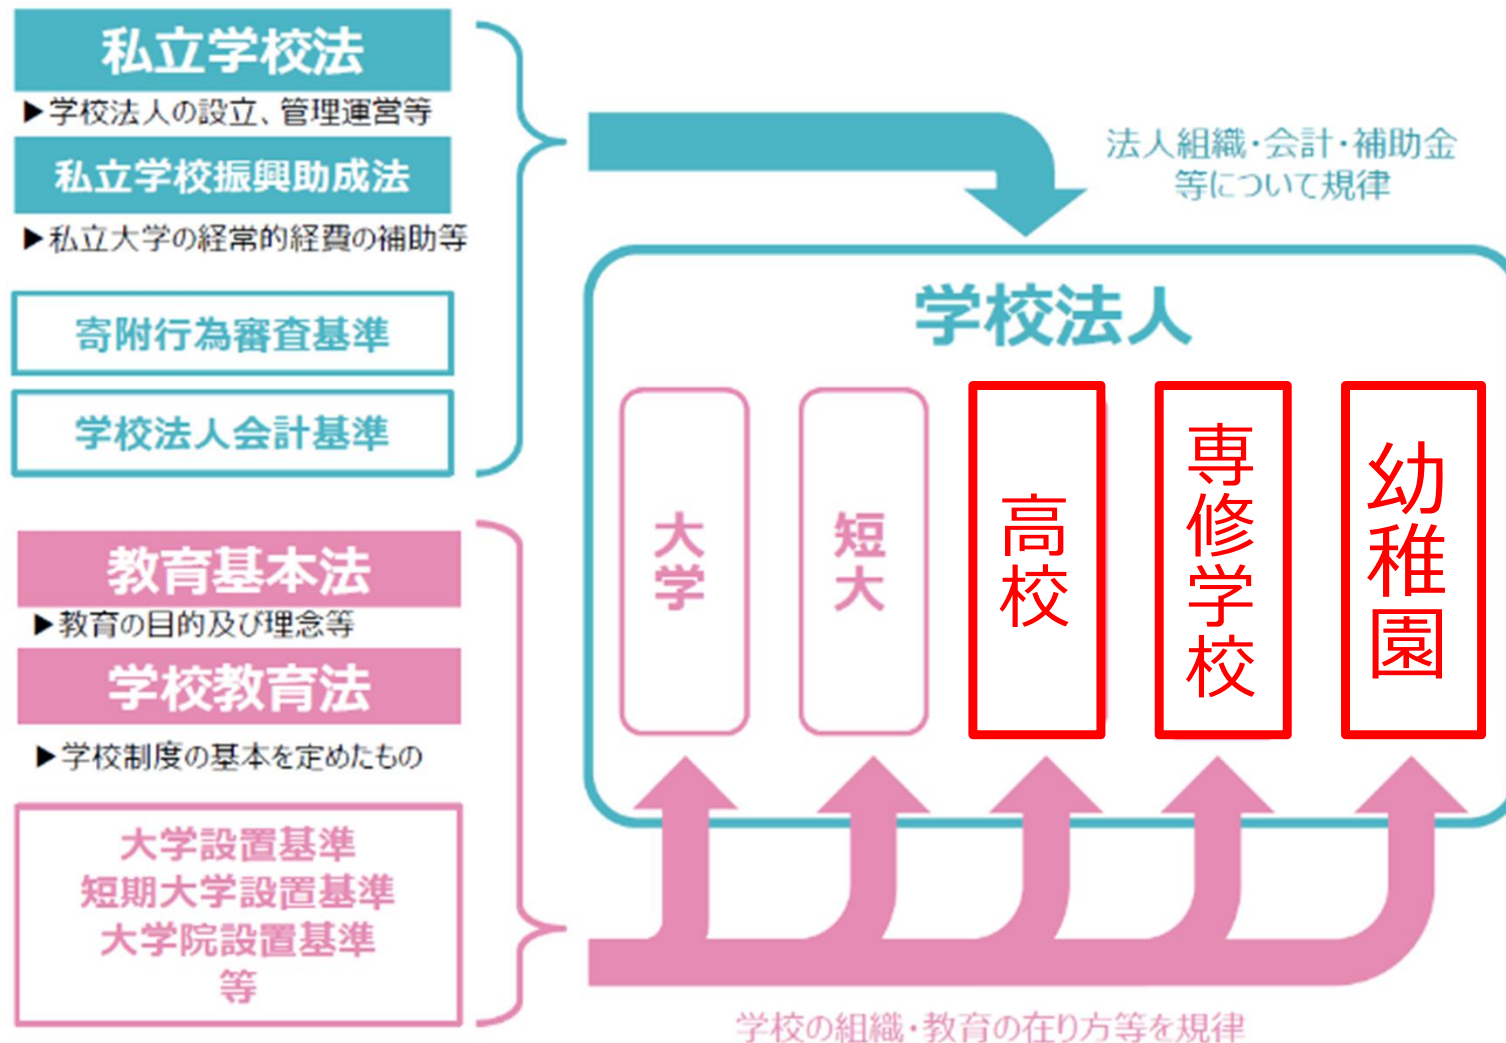 私立学校法
▶学校法人の設立、管理運営等
私立学校振興助成法
▶私立大学の経常的経費の補助等
寄附行為審査基準
学校法人会計基準
教育基本法
▶教育の目的及び理念等
学校教育法
▶学校制度の基本を定めたもの
大学設置基準
短期大学設置基準
大学院設置基準
等
法人組織・会計・補助金
等について規律
学校法人
大学
短大
高校
専修学校
幼稚園
学校の組織・教育の在り方等を規律